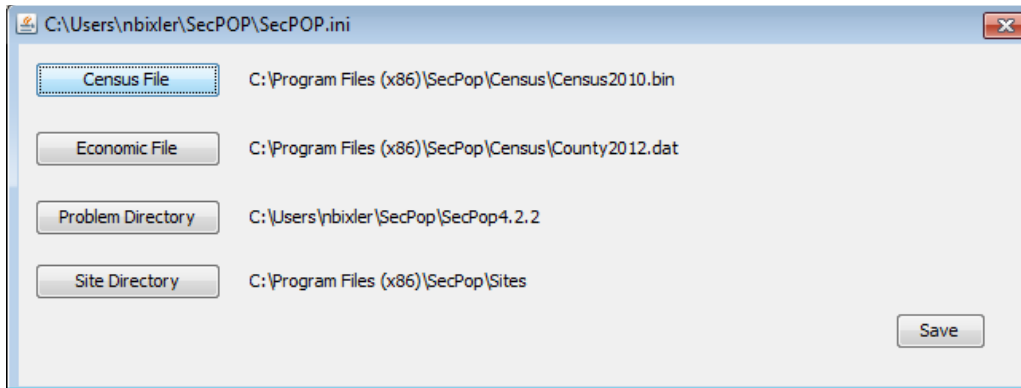 C:\Users\nbixler\SecPOP\SecPOP.ini
Census File C:\Program Files (x86)\SecPop\Census\Census2010.bin
Economic File C:\Program Files (x86)\SecPop\Census\County2012.dat
Problem Directory C:\Users\nbixler\SecPop\SecPop4.2.2
Site Directory C:\Program Files (x86)\SecPop\Sites
Save